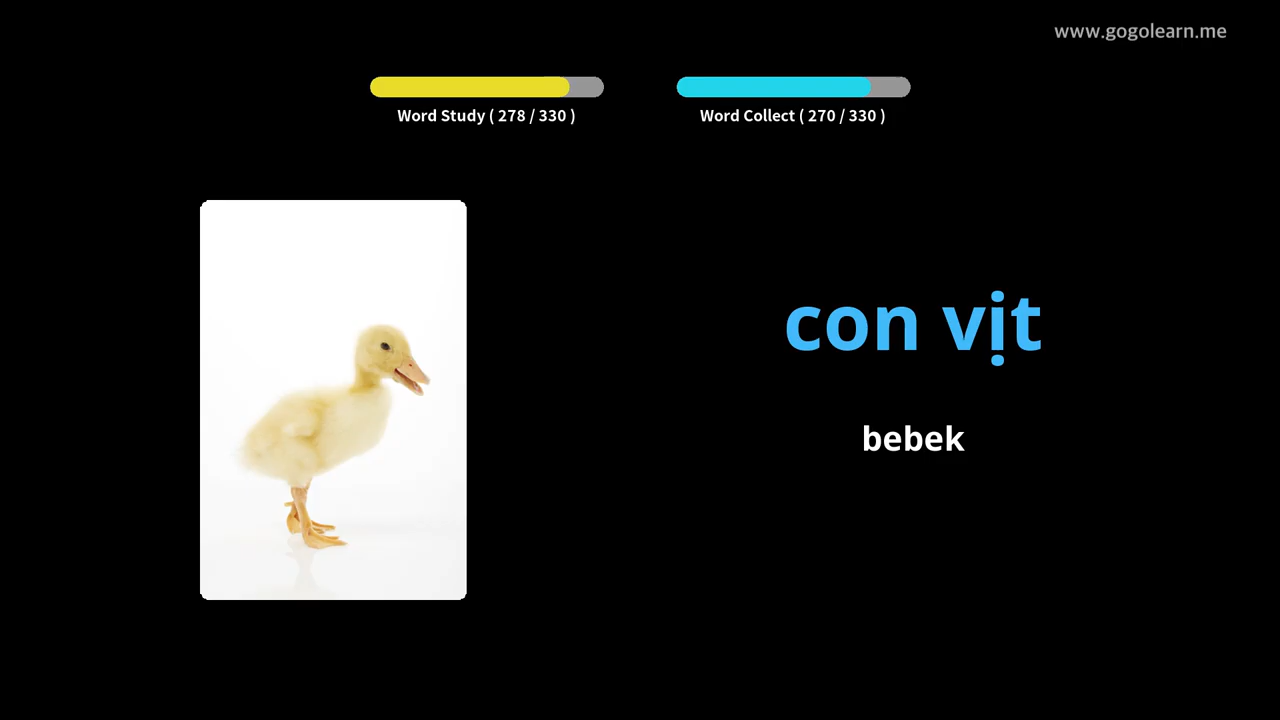 www.gogolearn.me
Word Study ( 278 / 330 )
Word Collect ( 270 / 330 )
con vịt
bebek